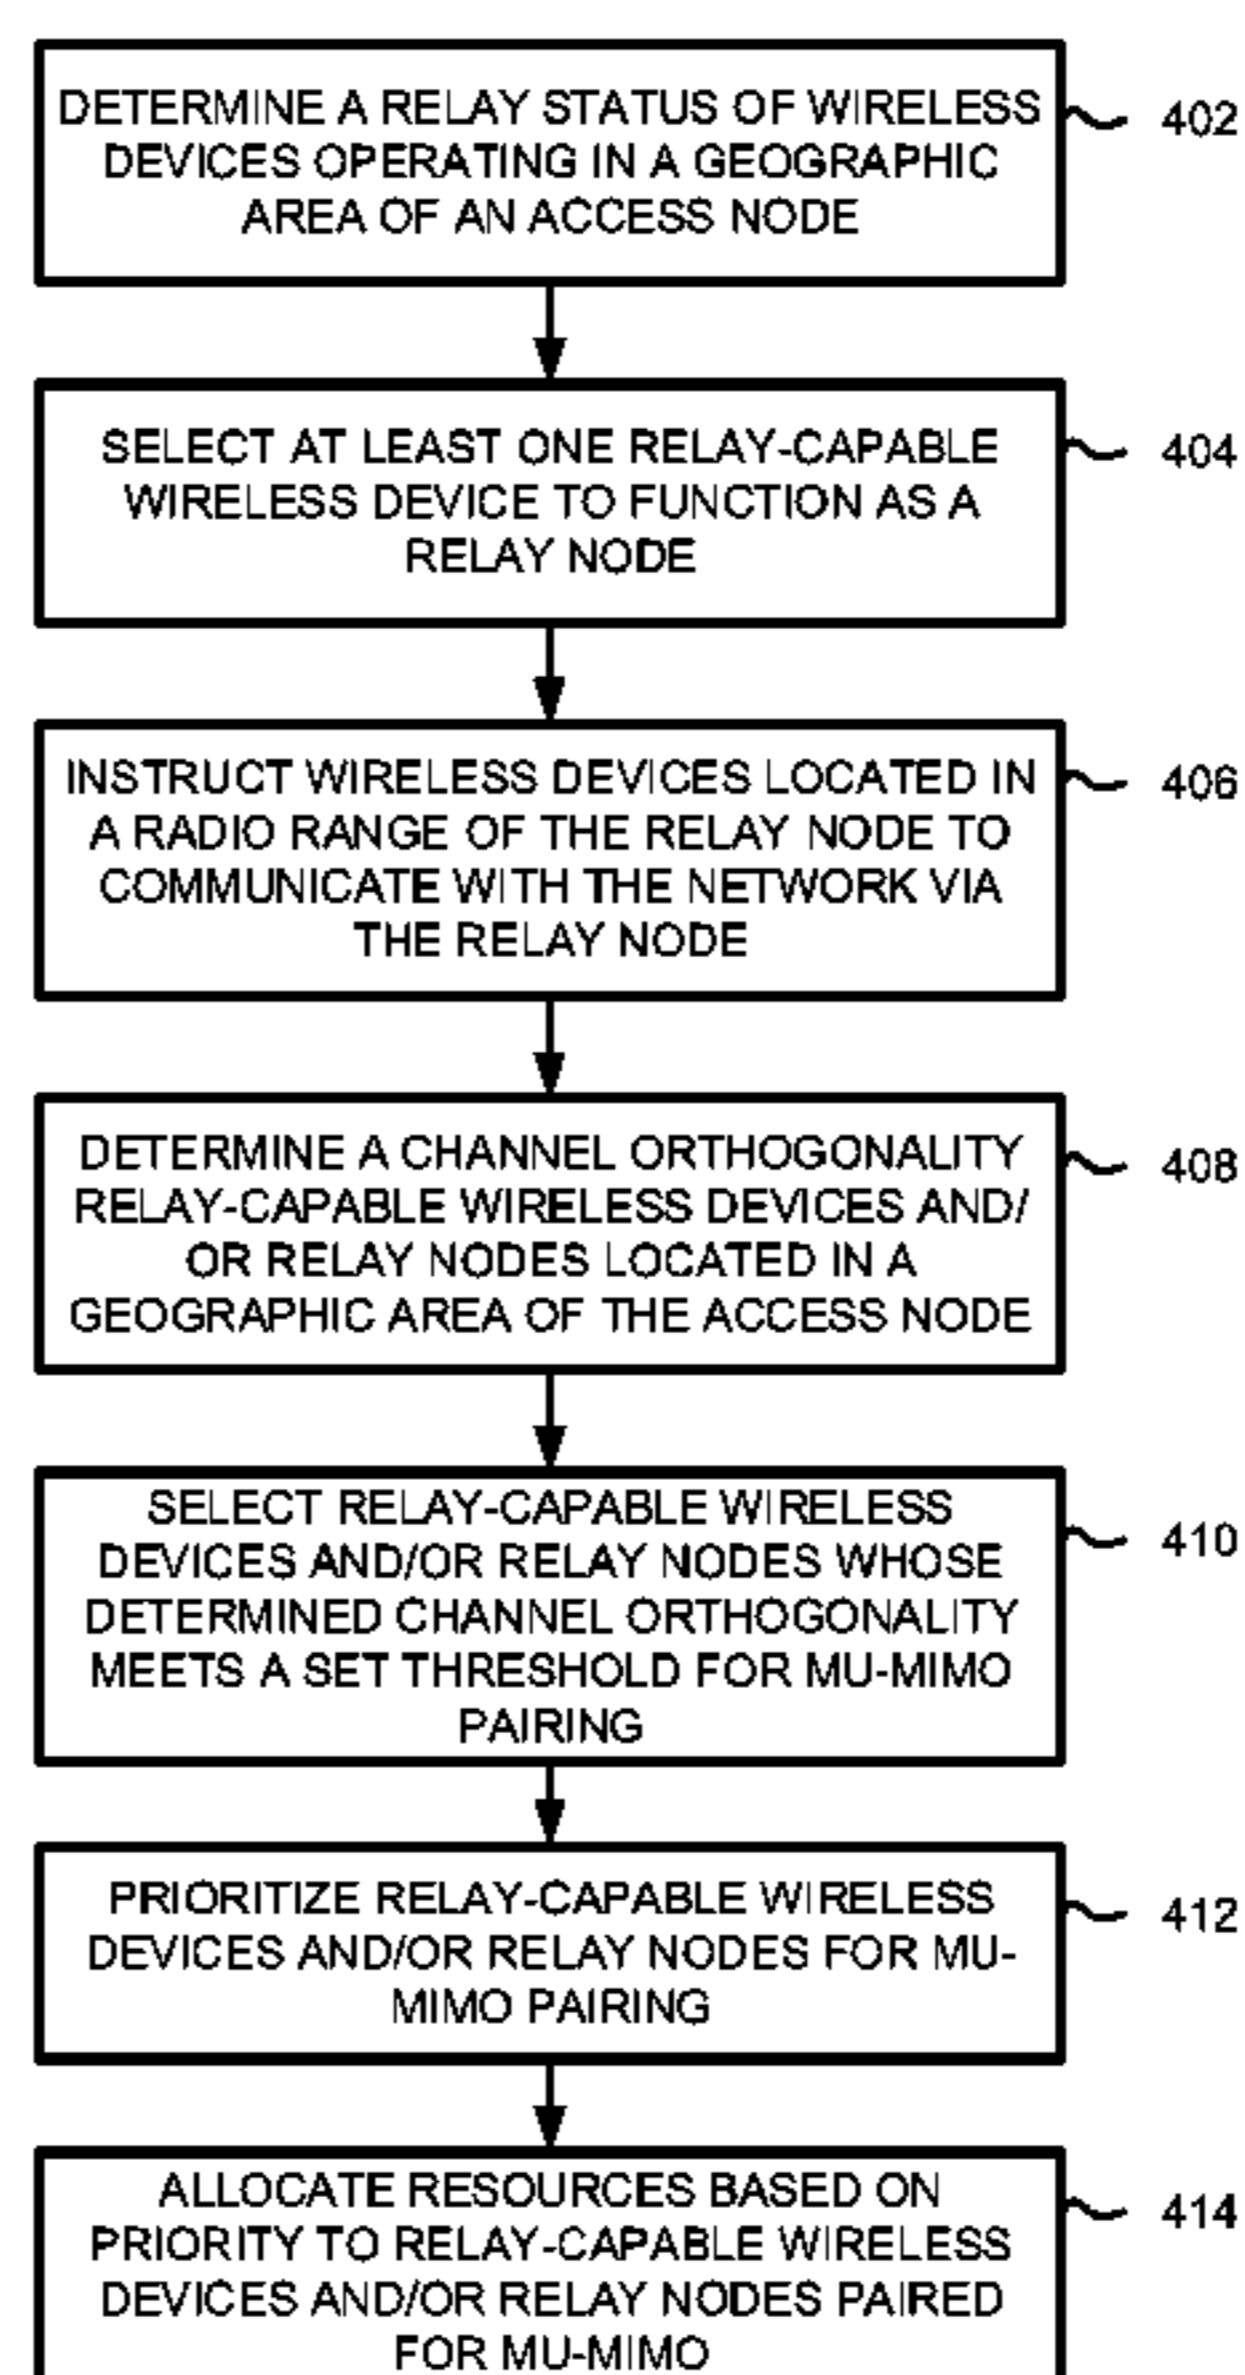 DETERMINE A RELAY STATUS OF WIRELESS
DEVICES OPERATING IN A GEOGRAPHIC
AREA OF AN ACCESS NODE
402
SELECT AT LEAST ONE RELAY-CAPABLE
WIRELESS DEVICE TO FUNCTION AS A
RELAY NODE
404
INSTRUCT WIRELESS DEVICES LOCATED IN
A RADIO RANGE OF THE RELAY NODE TO
COMMUNICATE WITH THE NETWORK VIA
THE RELAY NODE
406
DETERMINE A CHANNEL ORTHOGONALITY
RELAY-CAPABLE WIRELESS DEVICES AND/
OR RELAY NODES LOCATED IN A
GEOGRAPHIC AREA OF THE ACCESS NODE
408
SELECT RELAY-CAPABLE WIRELESS
DEVICES AND/OR RELAY NODES WHOSE
DETERMINED CHANNEL ORTHOGONALITY
MEETS A SET THRESHOLD FOR MU-MIMO
PAIRING
410
PRIORITIZE RELAY-CAPABLE WIRELESS
DEVICES AND/OR RELAY NODES FOR MU-
MIMO PAIRING
412
ALLOCATE RESOURCES BASED ON
PRIORITY TO RELAY-CAPABLE WIRELESS
DEVICES AND/OR RELAY NODES PAIRED
FOR MU-MIMO
414